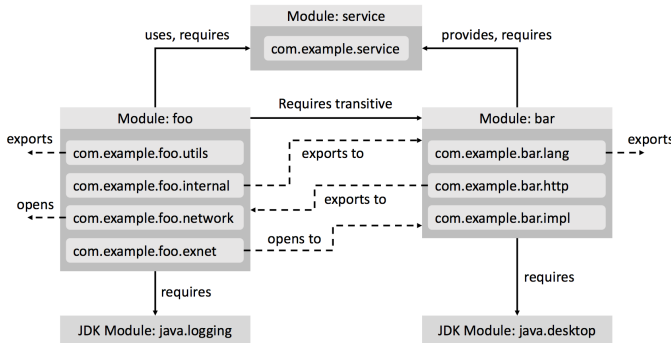 Module: service
uses, requires
com.example.service
provides, requires
Requires transitive
Module: foo
Module: bar
exports
com.example.foo.utils
exports to
com.example.bar.lang
exports
com.example.foo.internal
com.example.bar.http
opens
com.example.foo.network
exports to
com.example.bar.impl
com.example.foo.exnet
opens to
requires
requires
JDK Module: java.logging
JDK Module: java.desktop